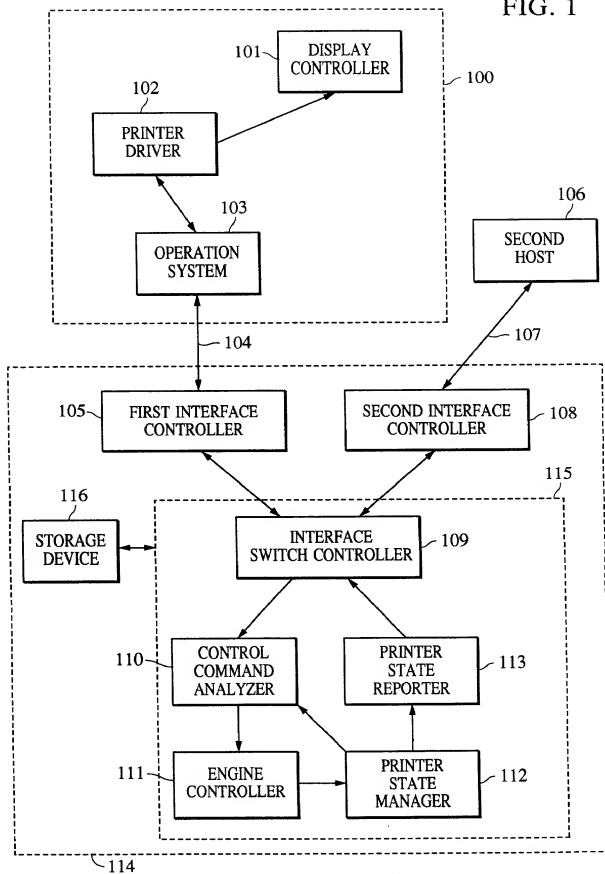 FIG. 1
101
DISPLAY
CONTROLLER
100
102
PRINTER
DRIVER
103
OPERATION
SYSTEM
106
SECOND
HOST
104
107
105
FIRST INTERFACE
CONTROLLER
SECOND INTERFACE
CONTROLLER
108
115
116
STORAGE
DEVICE
INTERFACE
SWITCH CONTROLLER
109
110
CONTROL
COMMAND
ANALYZER
PRINTER
STATE
REPORTER
113
111
ENGINE
CONTROLLER
PRINTER
STATE
MANAGER
112
114